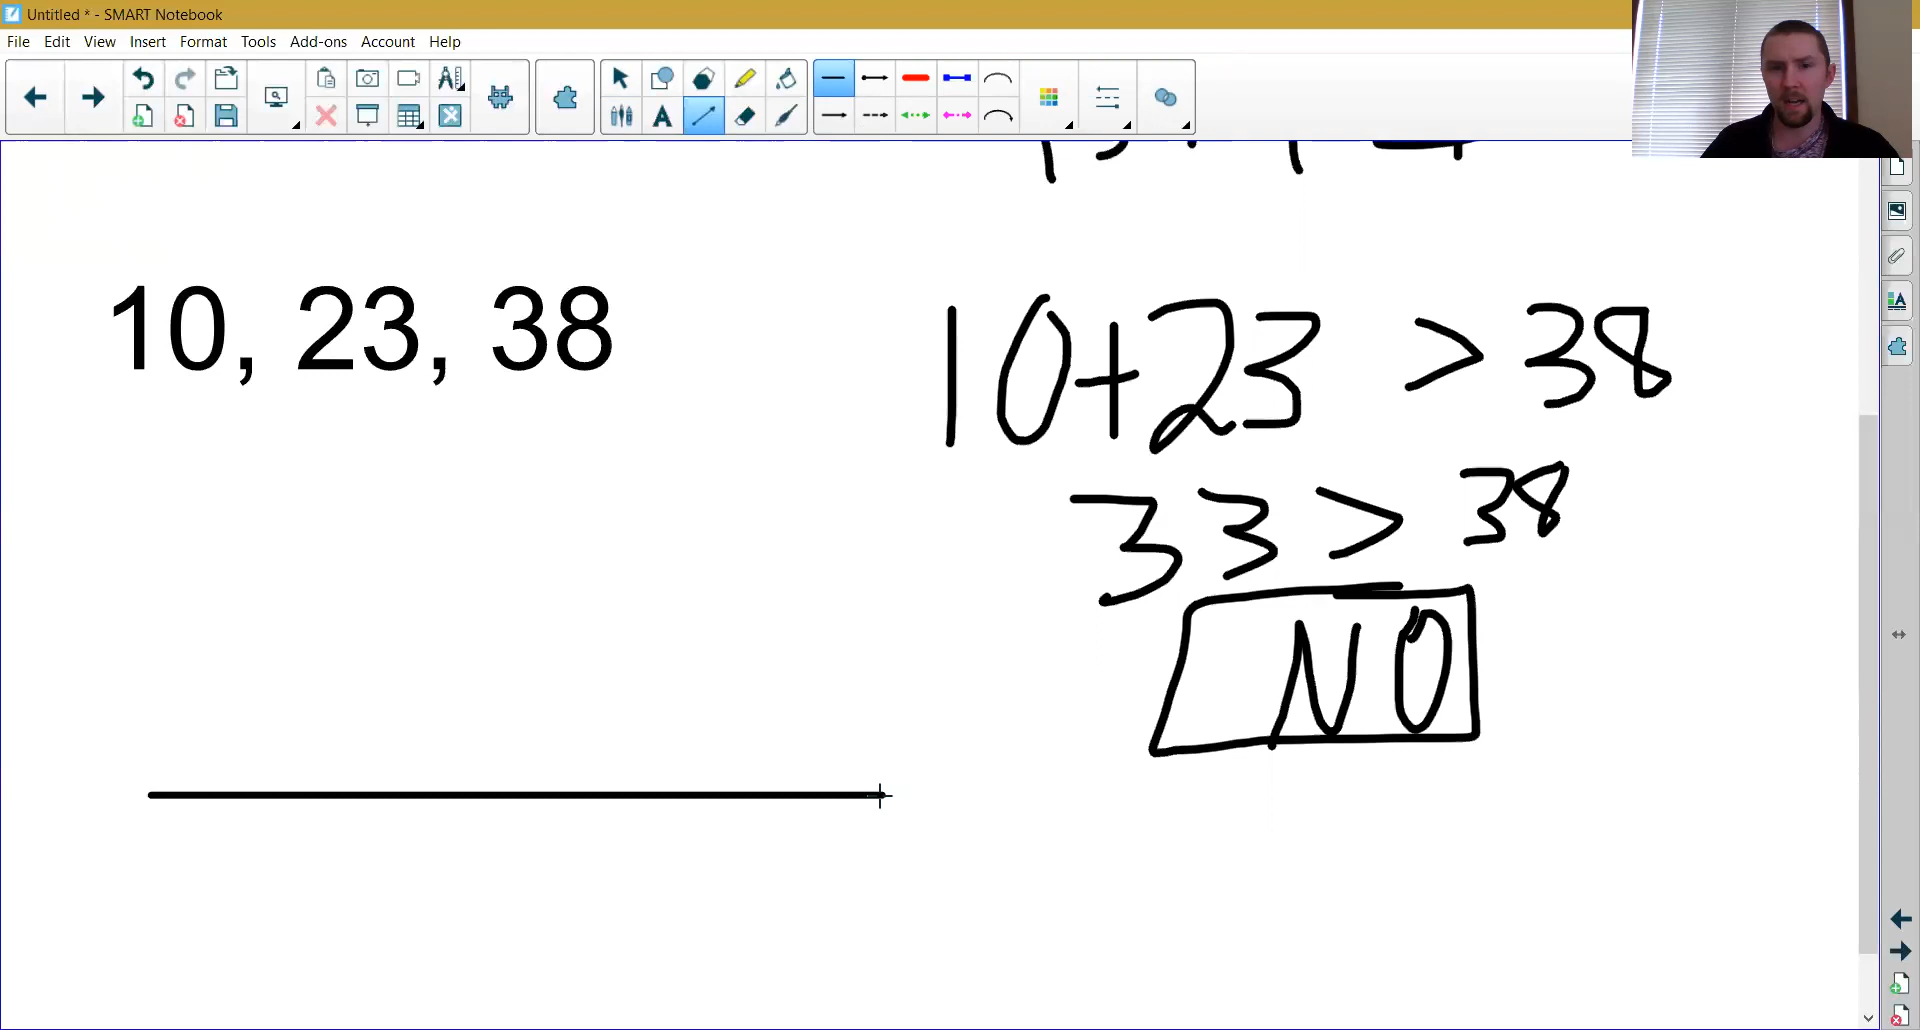 Untitled * - SMART Notebook
File Edit View Insert Format Tools Add-ons Account Help
10, 23, 38
10+23 > 38
33 > 38
NO